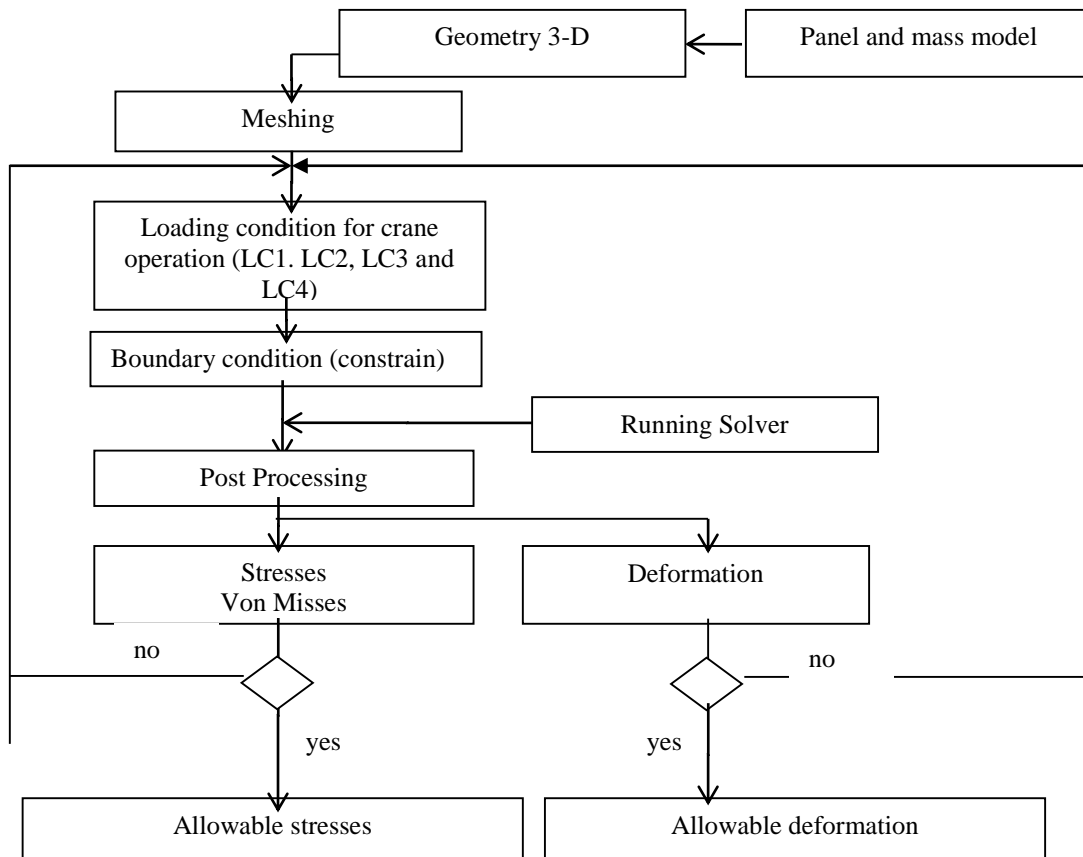 Geometry 3-D
Panel and mass model
Meshing
Loading condition for crane
operation (LC1. LC2, LC3 and
LC4)
Boundary condition (constrain)
Running Solver
Post Processing
Stresses
Von Misses
Deformation
no
no
yes
yes
Allowable stresses
Allowable deformation